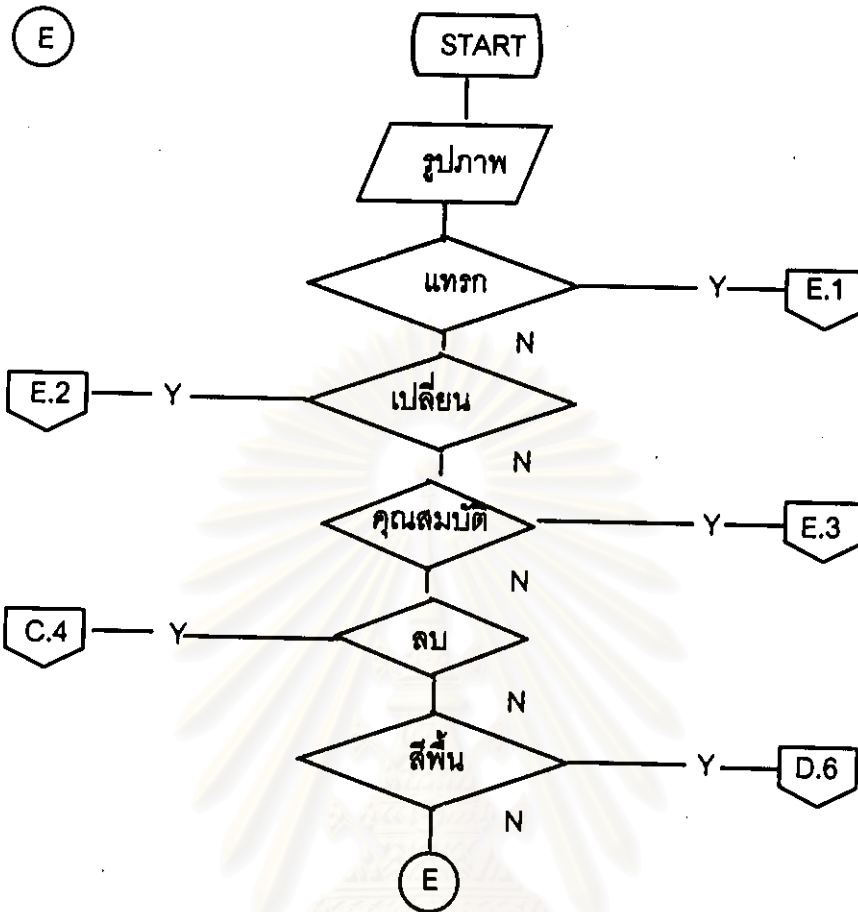 E
START
รูปภาพ
แทรก
Y
E.1
N
E.2
Y
เปลี่ยน
N
คุณสมบัติ
Y
E.3
N
C.4
Y
ลบ
N
สีพื้น
Y
D.6
N
E